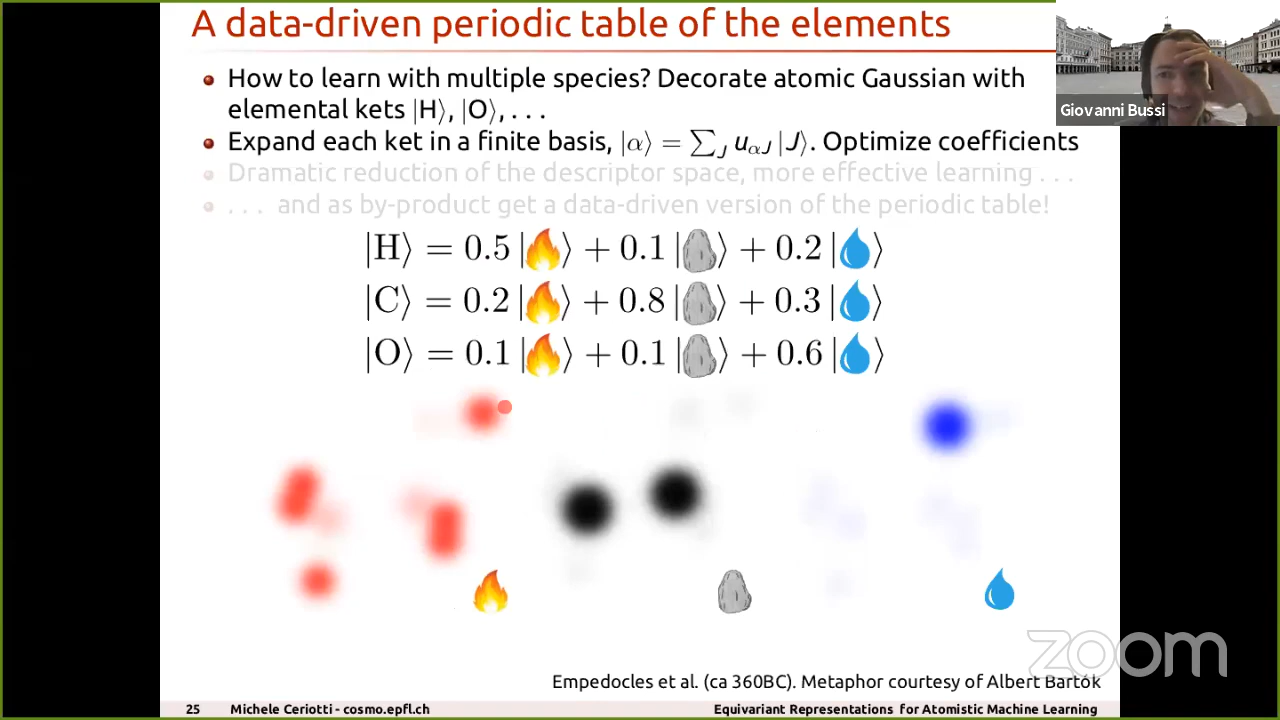 A data-driven periodic table of the elements
How to learn with multiple species? Decorate atomic Gaussian with
elemental kets |H⟩, |O⟩, . . .
Expand each ket in a finite basis, |α⟩ = ∑_J u_{αJ} |J⟩. Optimize coefficients
Dramatic reduction of the descriptor space, more effective learning . . .
. . . and as by-product get a data-driven version of the periodic table!
|H⟩ = 0.5 |🔥⟩ + 0.1 |🪨⟩ + 0.2 |💧⟩
|C⟩ = 0.2 |🔥⟩ + 0.8 |🪨⟩ + 0.3 |💧⟩
|O⟩ = 0.1 |🔥⟩ + 0.1 |🪨⟩ + 0.6 |💧⟩
Giovanni Bussi
zoom
Empedocles et al. (ca 360BC). Metaphor courtesy of Albert Bartók
25 Michele Ceriotti - cosmo.epfl.ch Equivariant Representations for Atomistic Machine Learning